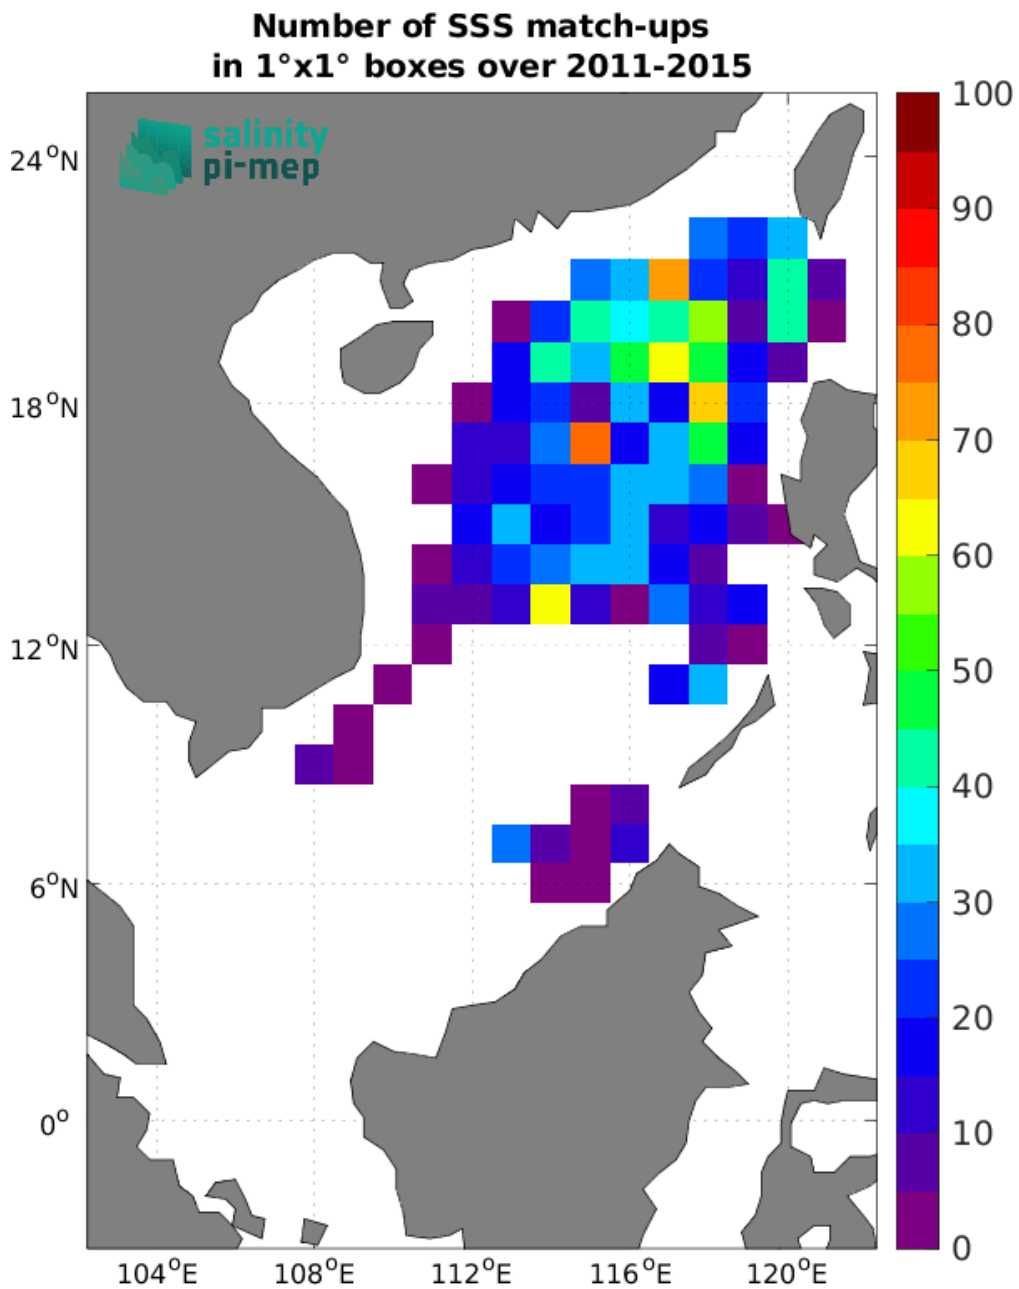 Number of SSS match-ups
in 1°x1° boxes over 2011-2015
salinity
pi-mep
24°N
18°N
12°N
6°N
0°
104°E
108°E
112°E
116°E
120°E
100
90
80
70
60
50
40
30
20
10
0